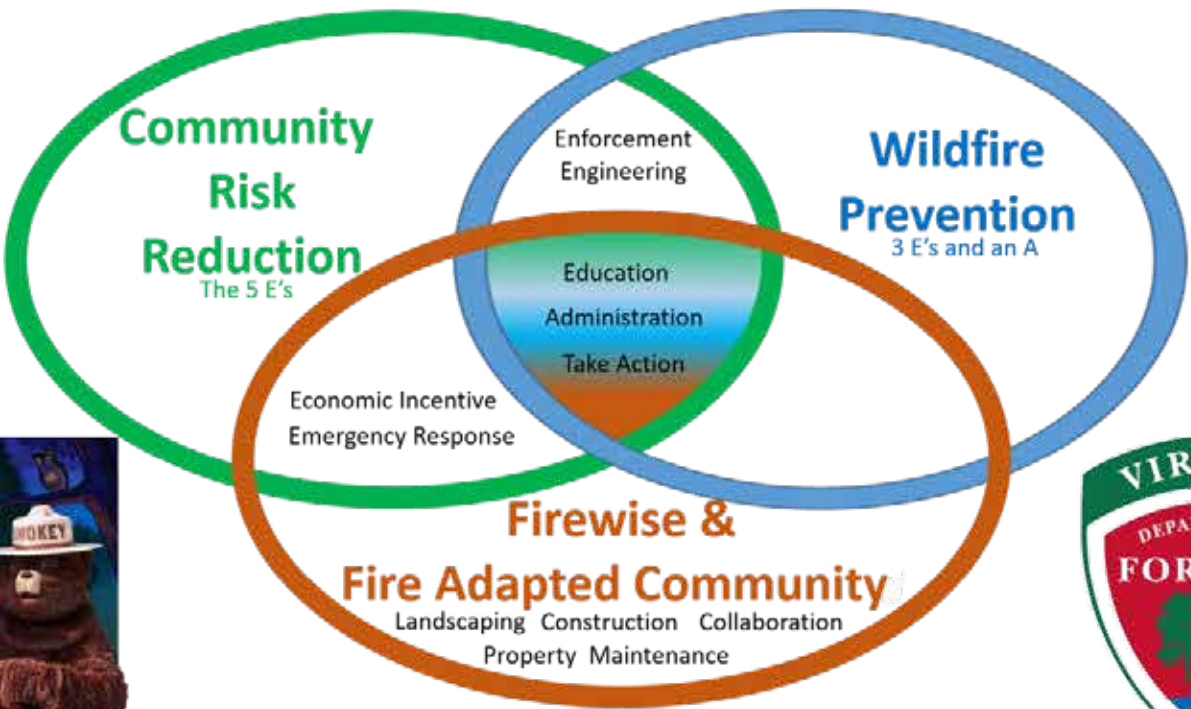 Community
Risk
Reduction
The 5 E's
Enforcement
Engineering
Wildfire
Prevention
3 E's and an A
Education
Administration
Take Action
Economic Incentive
Emergency Response
Firewise &
Fire Adapted Community
Landscaping Construction Collaboration
Property Maintenance